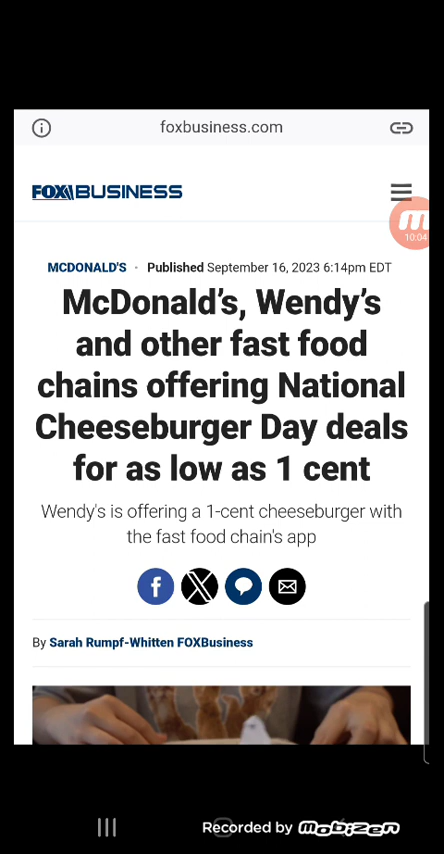 foxbusiness.com
FOX BUSINESS
10:04
MCDONALD'S • Published September 16, 2023 6:14pm EDT
McDonald's, Wendy's
and other fast food
chains offering National
Cheeseburger Day deals
for as low as 1 cent
Wendy's is offering a 1-cent cheeseburger with
the fast food chain's app
By Sarah Rumpf-Whitten FOXBusiness
Recorded by Mobizen